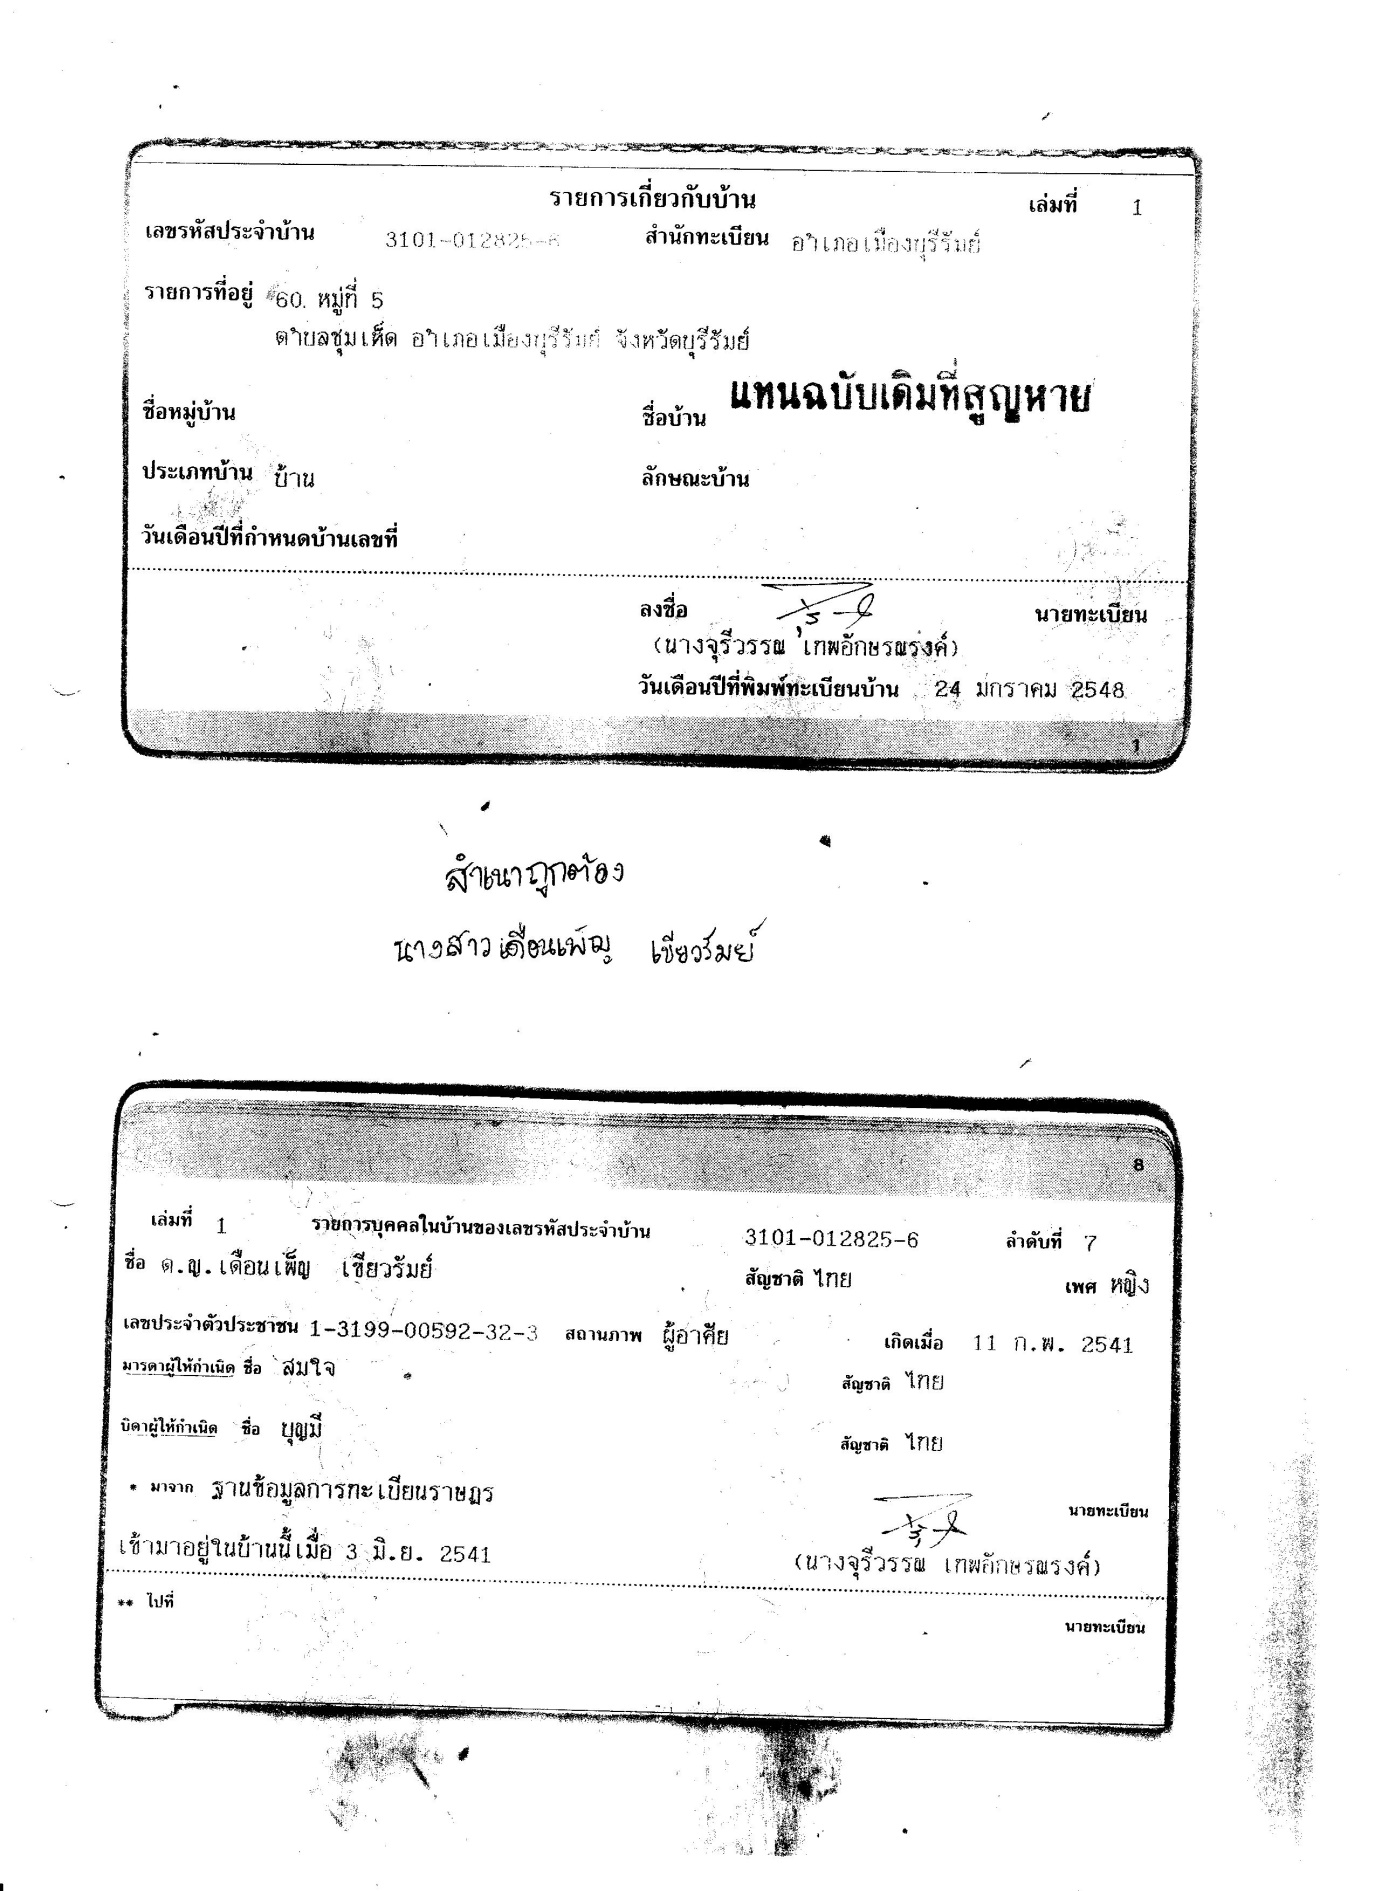 รายการเกี่ยวกับบ้าน เล่มที่ 1
เลขรหัสประจำบ้าน 3101-012825-6 สำนักทะเบียน อำเภอเมืองบุรีรัมย์
รายการที่อยู่ 60 หมู่ที่ 5
ตำบลชุมเห็ด อำเภอเมืองบุรีรัมย์ จังหวัดบุรีรัมย์
แทนฉบับเดิมที่สูญหาย
ชื่อหมู่บ้าน ชื่อบ้าน
ประเภทบ้าน บ้าน ลักษณะบ้าน
วันเดือนปีที่กำหนดบ้านเลขที่
ลงชื่อ นายทะเบียน
(นางจุรีวรรณ เทพอักษรณรงค์)
วันเดือนปีที่พิมพ์ทะเบียนบ้าน 24 มกราคม 2548
1
สำเนาถูกต้อง
นางสาวเดือนเพ็ญ เขียวรัมย์
8
เล่มที่ 1 รายการบุคคลในบ้านของเลขรหัสประจำบ้าน 3101-012825-6 ลำดับที่ 7
ชื่อ ด.ญ.เดือนเพ็ญ เขียวรัมย์ สัญชาติ ไทย เพศ หญิง
เลขประจำตัวประชาชน 1-3199-00592-32-3 สถานภาพ ผู้อาศัย เกิดเมื่อ 11 ก.พ. 2541
มารดาผู้ให้กำเนิด ชื่อ สมใจ สัญชาติ ไทย
บิดาผู้ให้กำเนิด ชื่อ บุญมี สัญชาติ ไทย
* มาจาก ฐานข้อมูลการทะเบียนราษฎร นายทะเบียน
เข้ามาอยู่ในบ้านนี้เมื่อ 3 มิ.ย. 2541 (นางจุรีวรรณ เทพอักษรณรงค์)
** ไปที่ นายทะเบียน